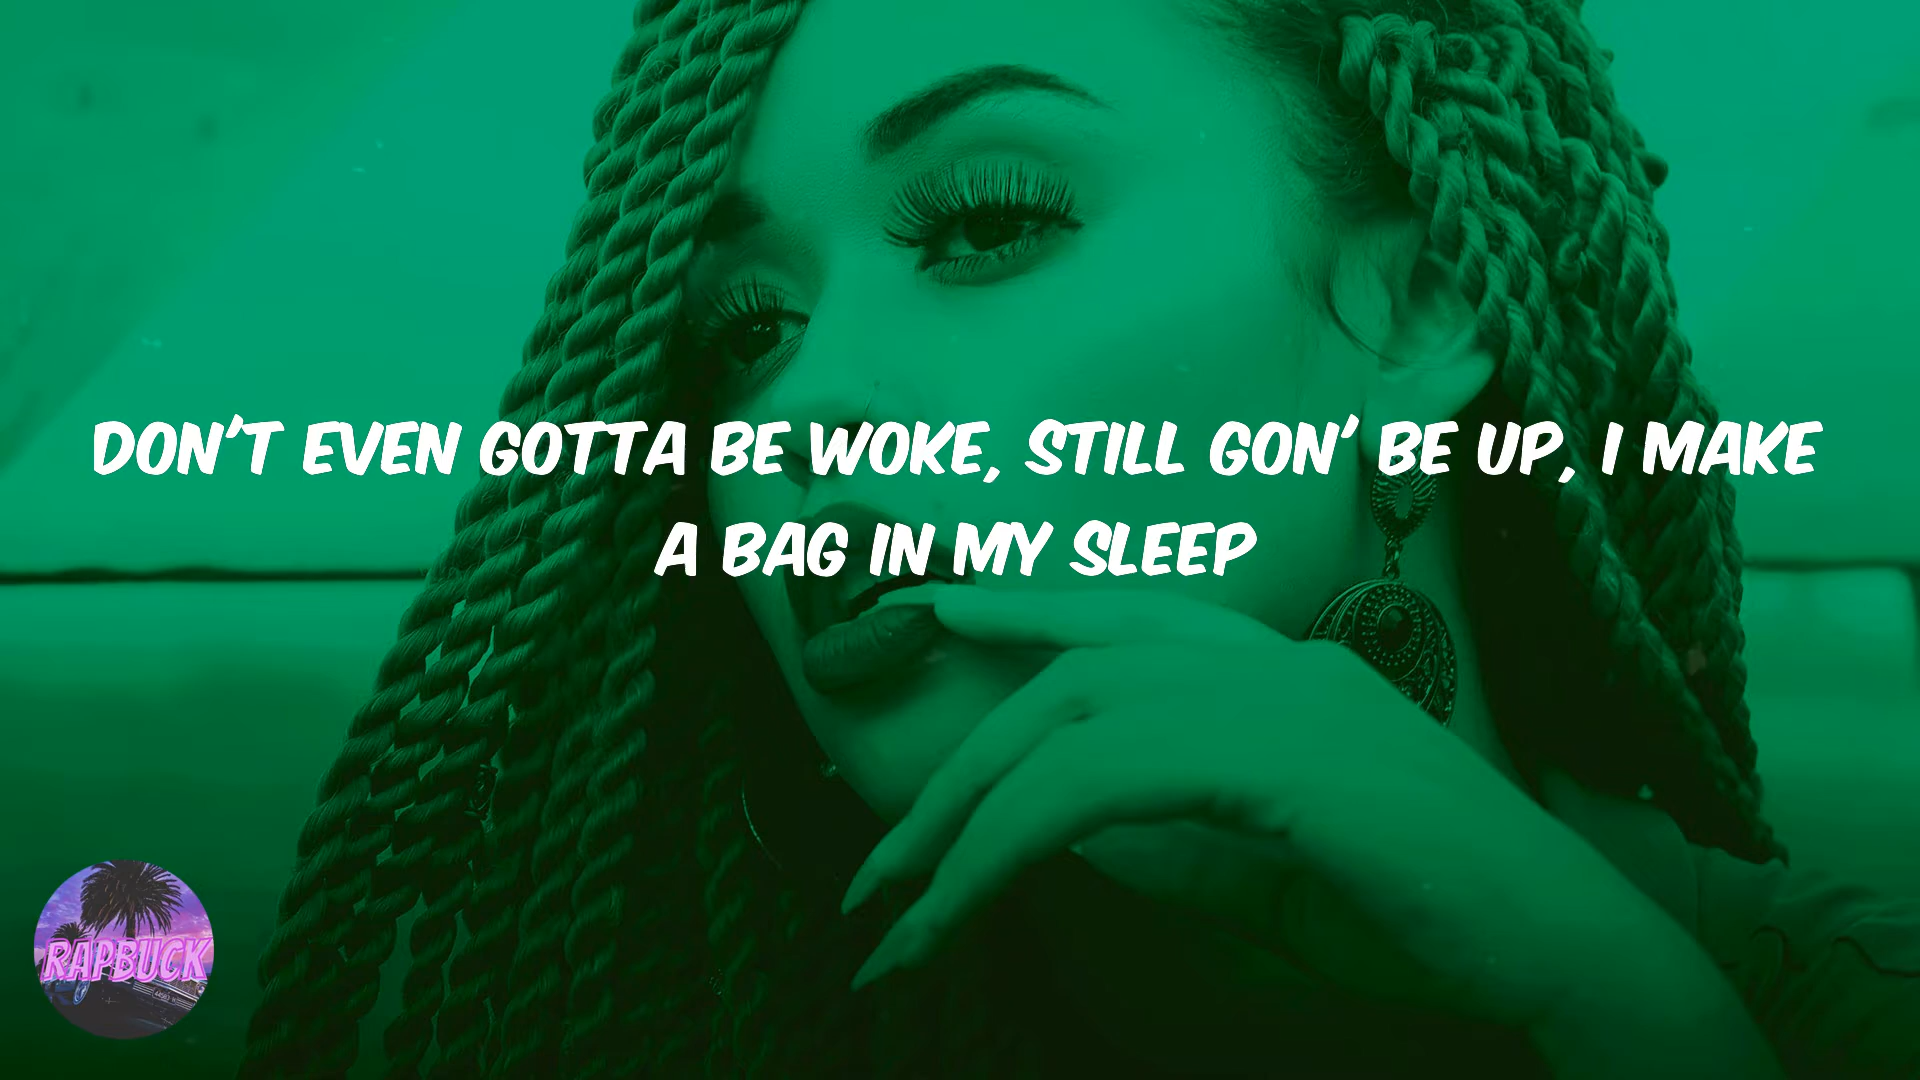 DON'T EVEN GOTTA BE WOKE, STILL GON' BE UP, I MAKE
A BAG IN MY SLEEP
RAPBUCK